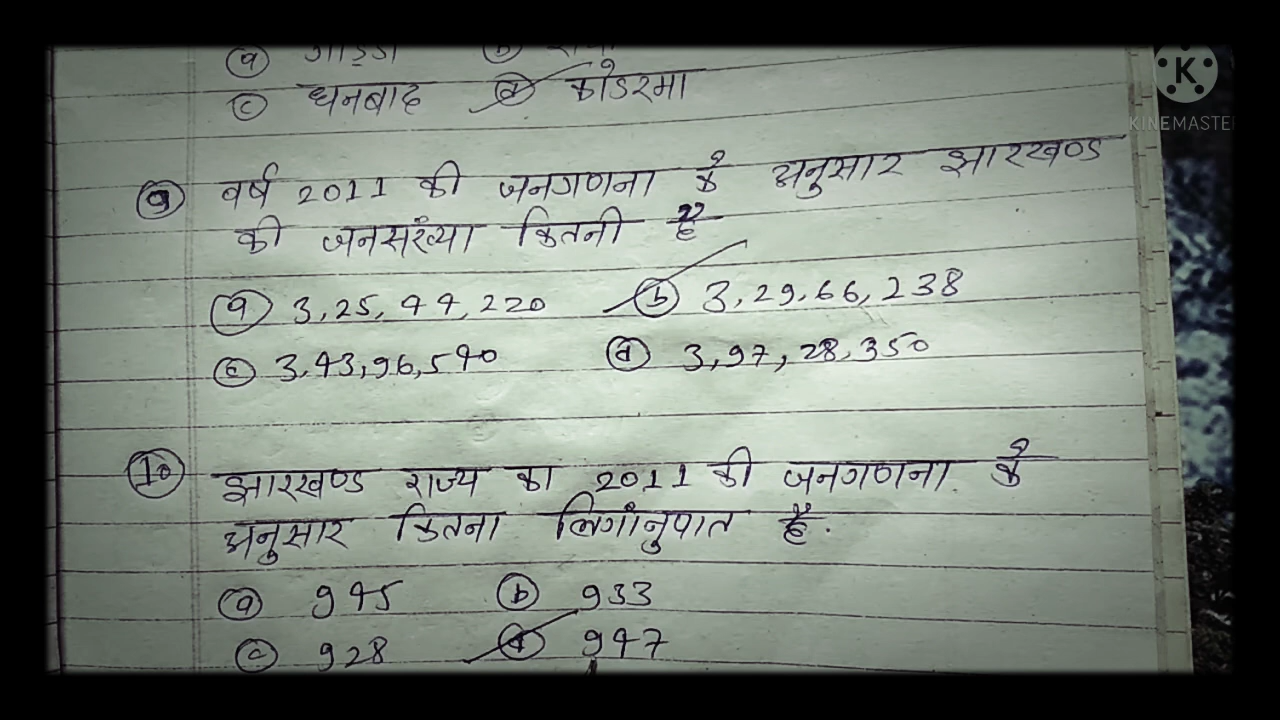 (c) धनबाद (d) कोडरमा
KINEMASTER
(9) वर्ष 2011 की जनगणना के अनुसार झारखण्ड
की जनसंख्या कितनी है
(a) 3,25,44,220 (b) 3,29,66,238
(c) 3,43,96,540 (d) 3,97,28,350
(10) झारखण्ड राज्य का 2011 की जनगणना के
अनुसार कितना लिगांनुपात है.
(a) 945 (b) 933
(c) 928 (d) 947